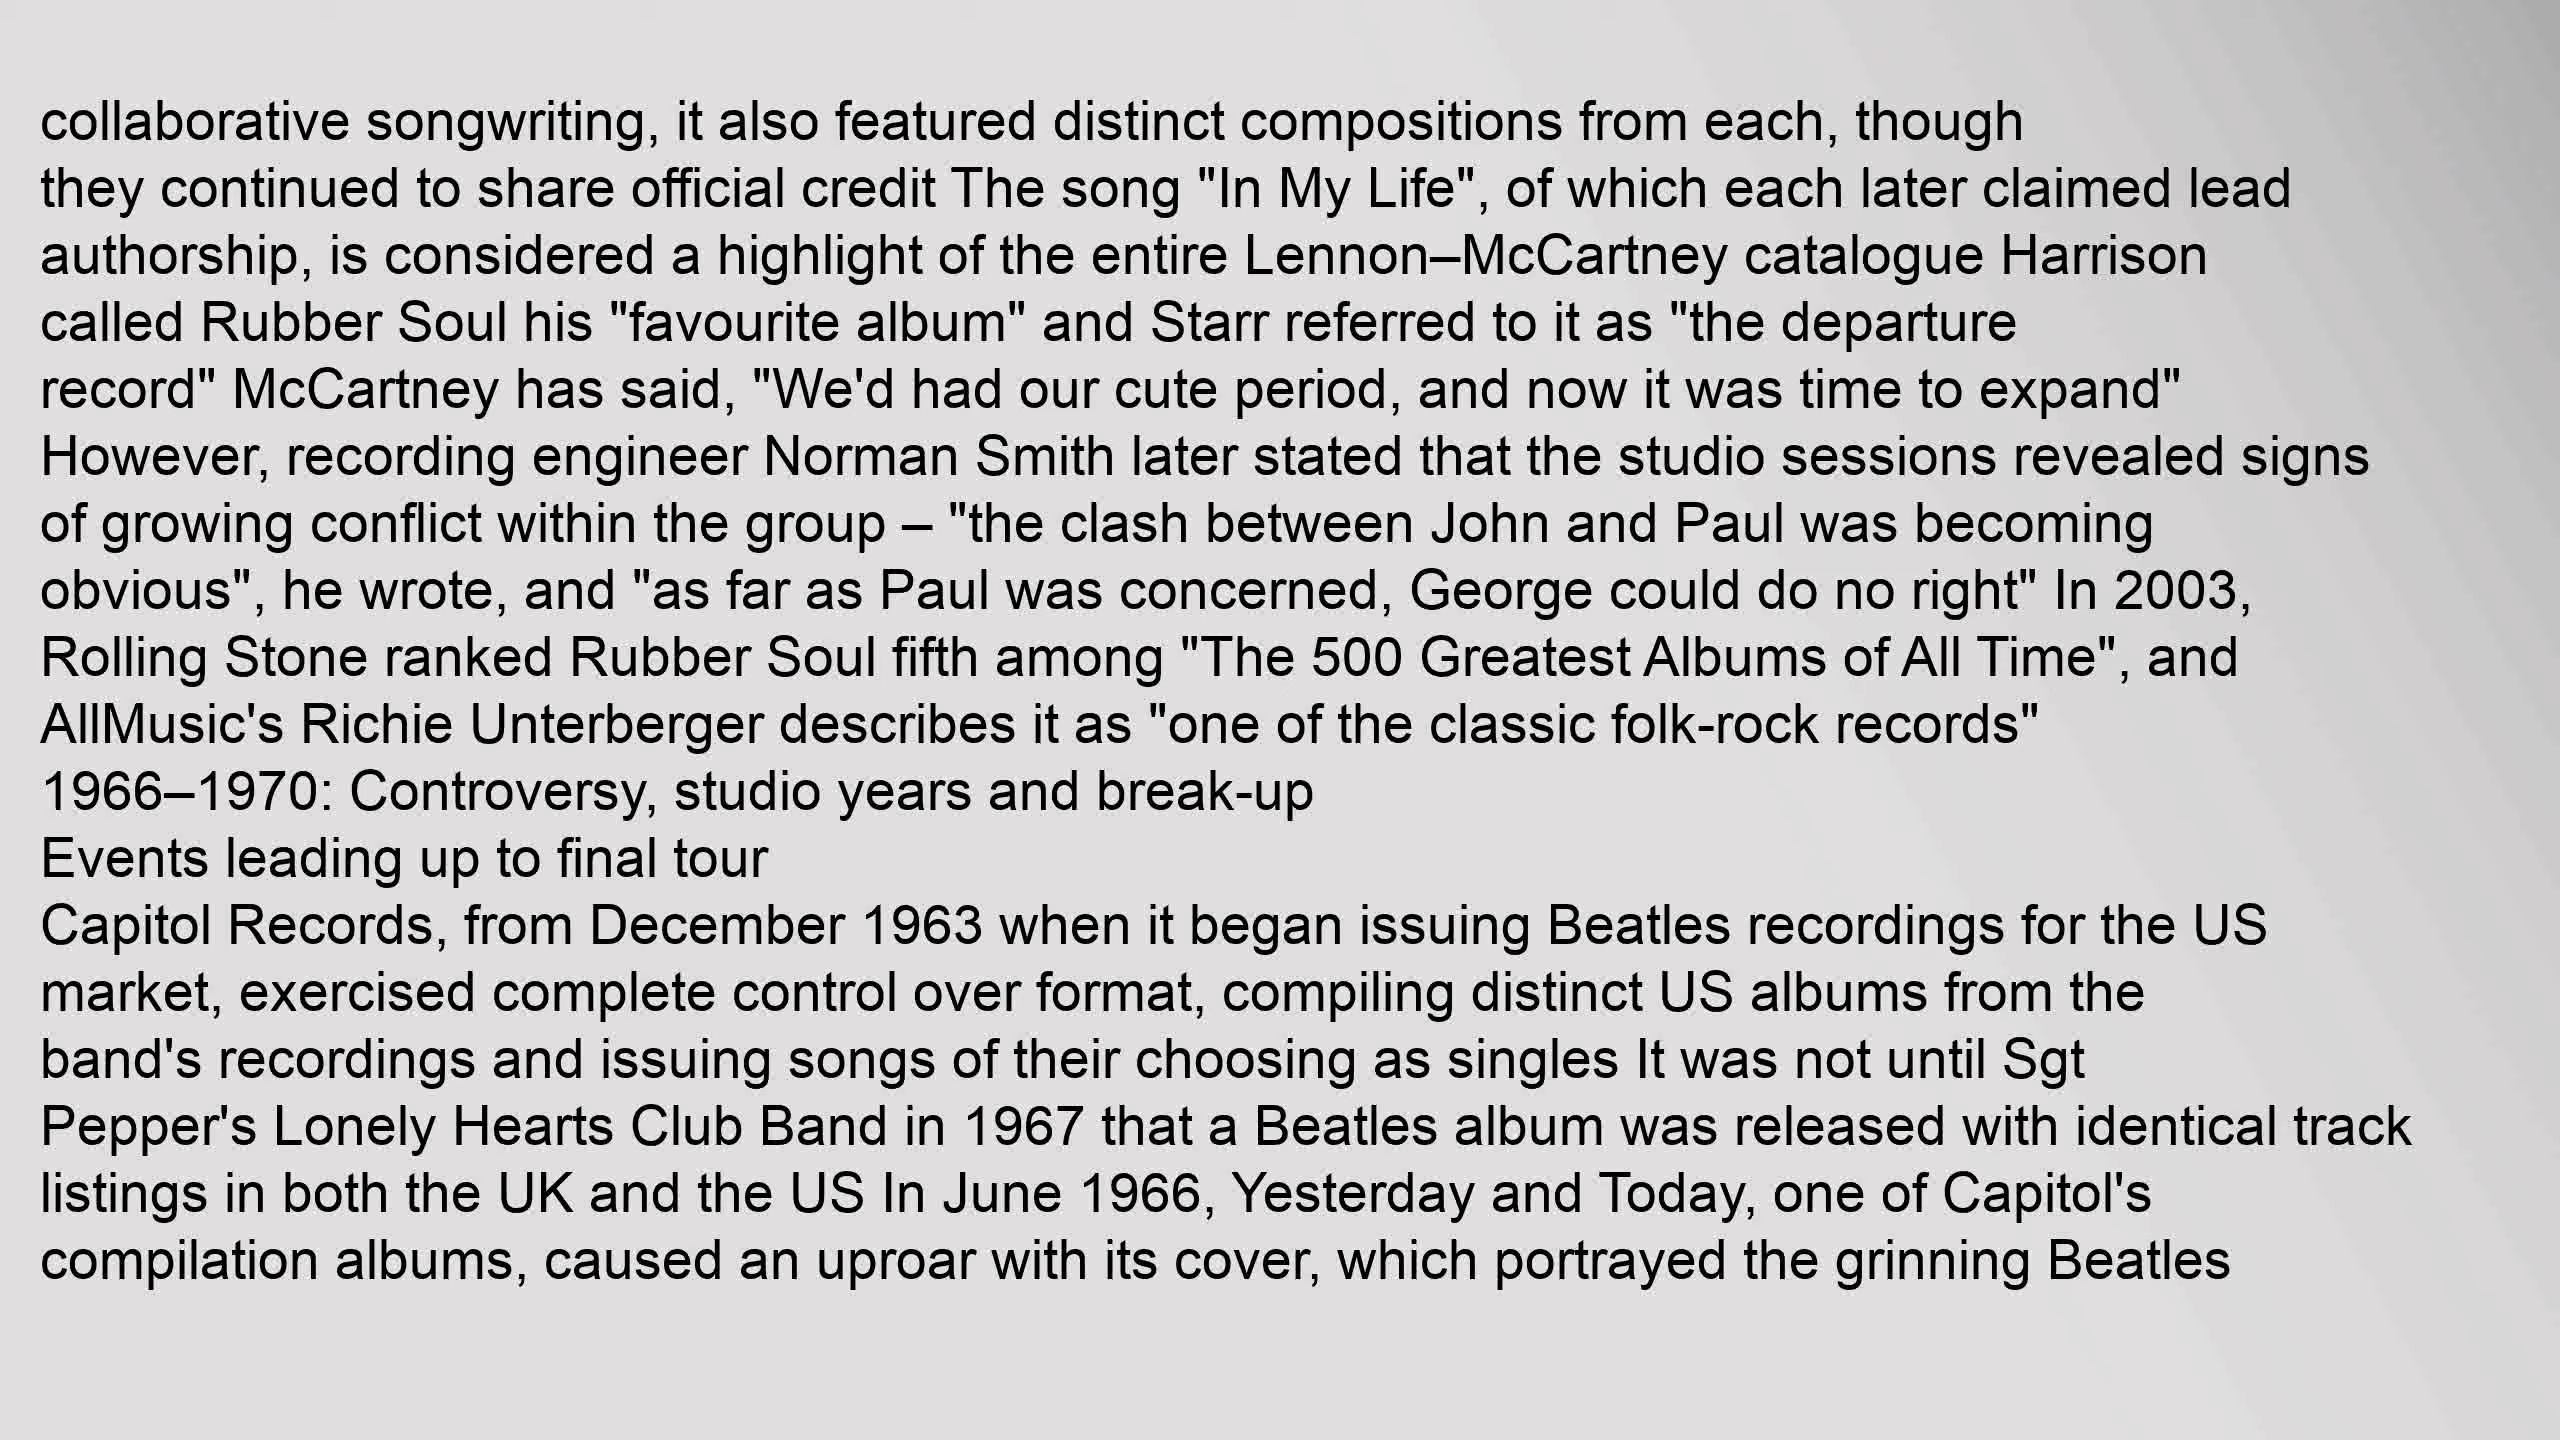 collaborative songwriting, it also featured distinct compositions from each, though
they continued to share official credit The song "In My Life", of which each later claimed lead
authorship, is considered a highlight of the entire Lennon–McCartney catalogue Harrison
called Rubber Soul his "favourite album" and Starr referred to it as "the departure
record" McCartney has said, "We'd had our cute period, and now it was time to expand"
However, recording engineer Norman Smith later stated that the studio sessions revealed signs
of growing conflict within the group – "the clash between John and Paul was becoming
obvious", he wrote, and "as far as Paul was concerned, George could do no right" In 2003,
Rolling Stone ranked Rubber Soul fifth among "The 500 Greatest Albums of All Time", and
AllMusic's Richie Unterberger describes it as "one of the classic folk-rock records"
1966–1970: Controversy, studio years and break-up
Events leading up to final tour
Capitol Records, from December 1963 when it began issuing Beatles recordings for the US
market, exercised complete control over format, compiling distinct US albums from the
band's recordings and issuing songs of their choosing as singles It was not until Sgt
Pepper's Lonely Hearts Club Band in 1967 that a Beatles album was released with identical track
listings in both the UK and the US In June 1966, Yesterday and Today, one of Capitol's
compilation albums, caused an uproar with its cover, which portrayed the grinning Beatles